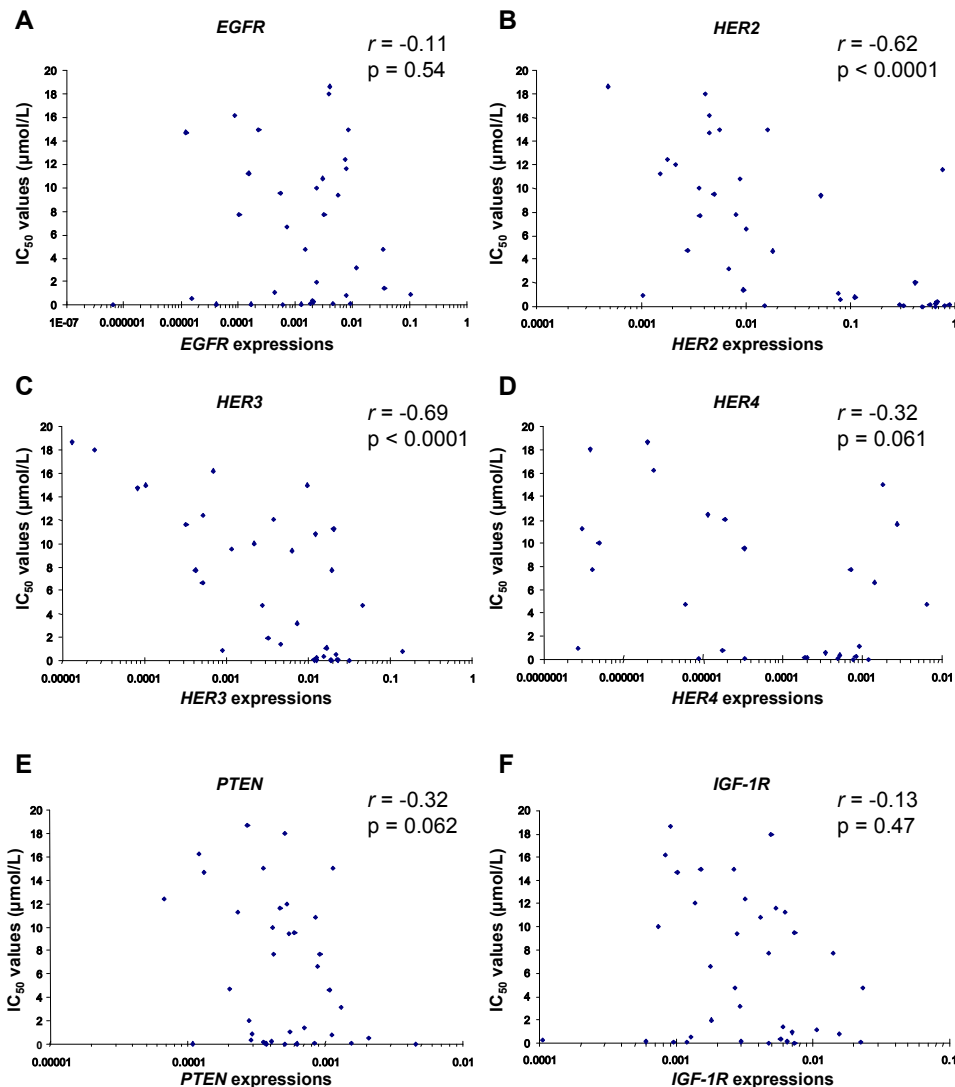 A
EGFR
r = -0.11
p = 0.54
IC50 values (µmol/L)
20
18
16
14
12
10
8
6
4
2
0
1E-07 0.000001 0.00001 0.0001 0.001 0.01 0.1 1
EGFR expressions
B
HER2
r = -0.62
p < 0.0001
IC50 values (µmol/L)
20
18
16
14
12
10
8
6
4
2
0
0.0001 0.001 0.01 0.1 1
HER2 expressions
C
HER3
r = -0.69
p < 0.0001
IC50 values (µmol/L)
20
18
16
14
12
10
8
6
4
2
0
0.00001 0.0001 0.001 0.01 0.1 1
HER3 expressions
D
HER4
r = -0.32
p = 0.061
IC50 values (µmol/L)
20
18
16
14
12
10
8
6
4
2
0
0.0000001 0.000001 0.00001 0.0001 0.001 0.01
HER4 expressions
E
PTEN
r = -0.32
p = 0.062
IC50 values (µmol/L)
20
18
16
14
12
10
8
6
4
2
0
0.00001 0.0001 0.001 0.01
PTEN expressions
F
IGF-1R
r = -0.13
p = 0.47
IC50 values (µmol/L)
20
18
16
14
12
10
8
6
4
2
0
0.0001 0.001 0.01 0.1
IGF-1R expressions